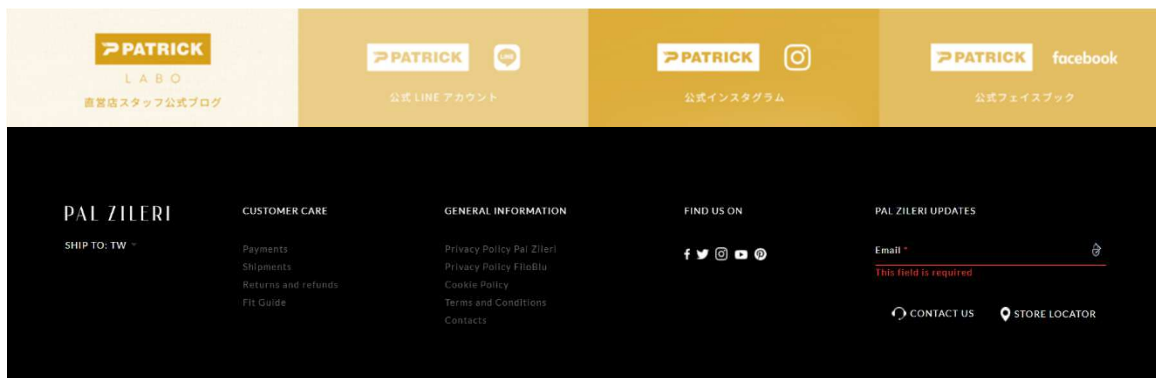 PATRICK
LABO
直営店スタッフ公式ブログ
PATRICK LINE
公式 LINE アカウント
PATRICK
公式インスタグラム
PATRICK facebook
公式フェイスブック
PAL ZILERI
SHIP TO: TW
CUSTOMER CARE
Payments
Shipments
Returns and refunds
Fit Guide
GENERAL INFORMATION
Privacy Policy Pal Zileri
Privacy Policy FiloBlu
Cookie Policy
Terms and Conditions
Contacts
FIND US ON
PAL ZILERI UPDATES
Email *
This field is required
CONTACT US STORE LOCATOR